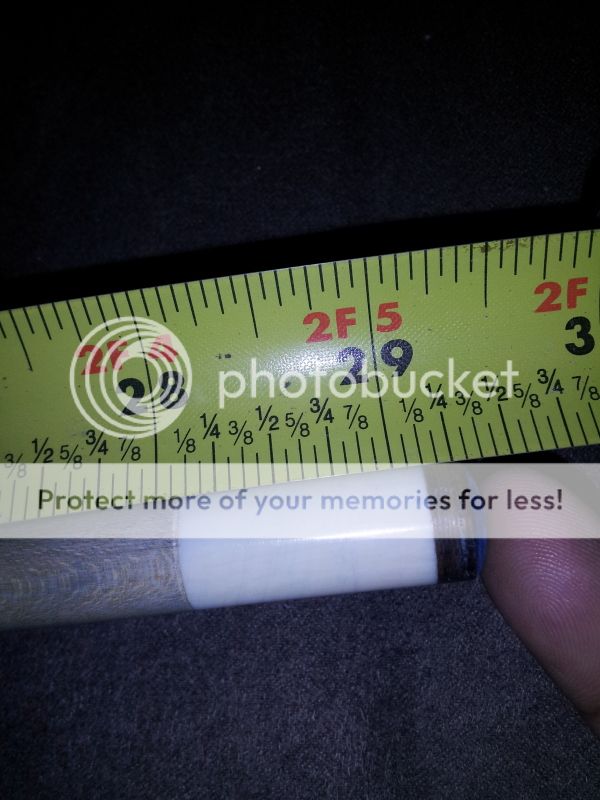 2F 4 2F 5 2F
28 29 3
photobucket
3/8 1/2 5/8 3/4 7/8 1/8 1/4 3/8 1/2 5/8 3/4 7/8 1/8 1/4 3/8 1/2 5/8 3/4 7/8
Protect more of your memories for less!